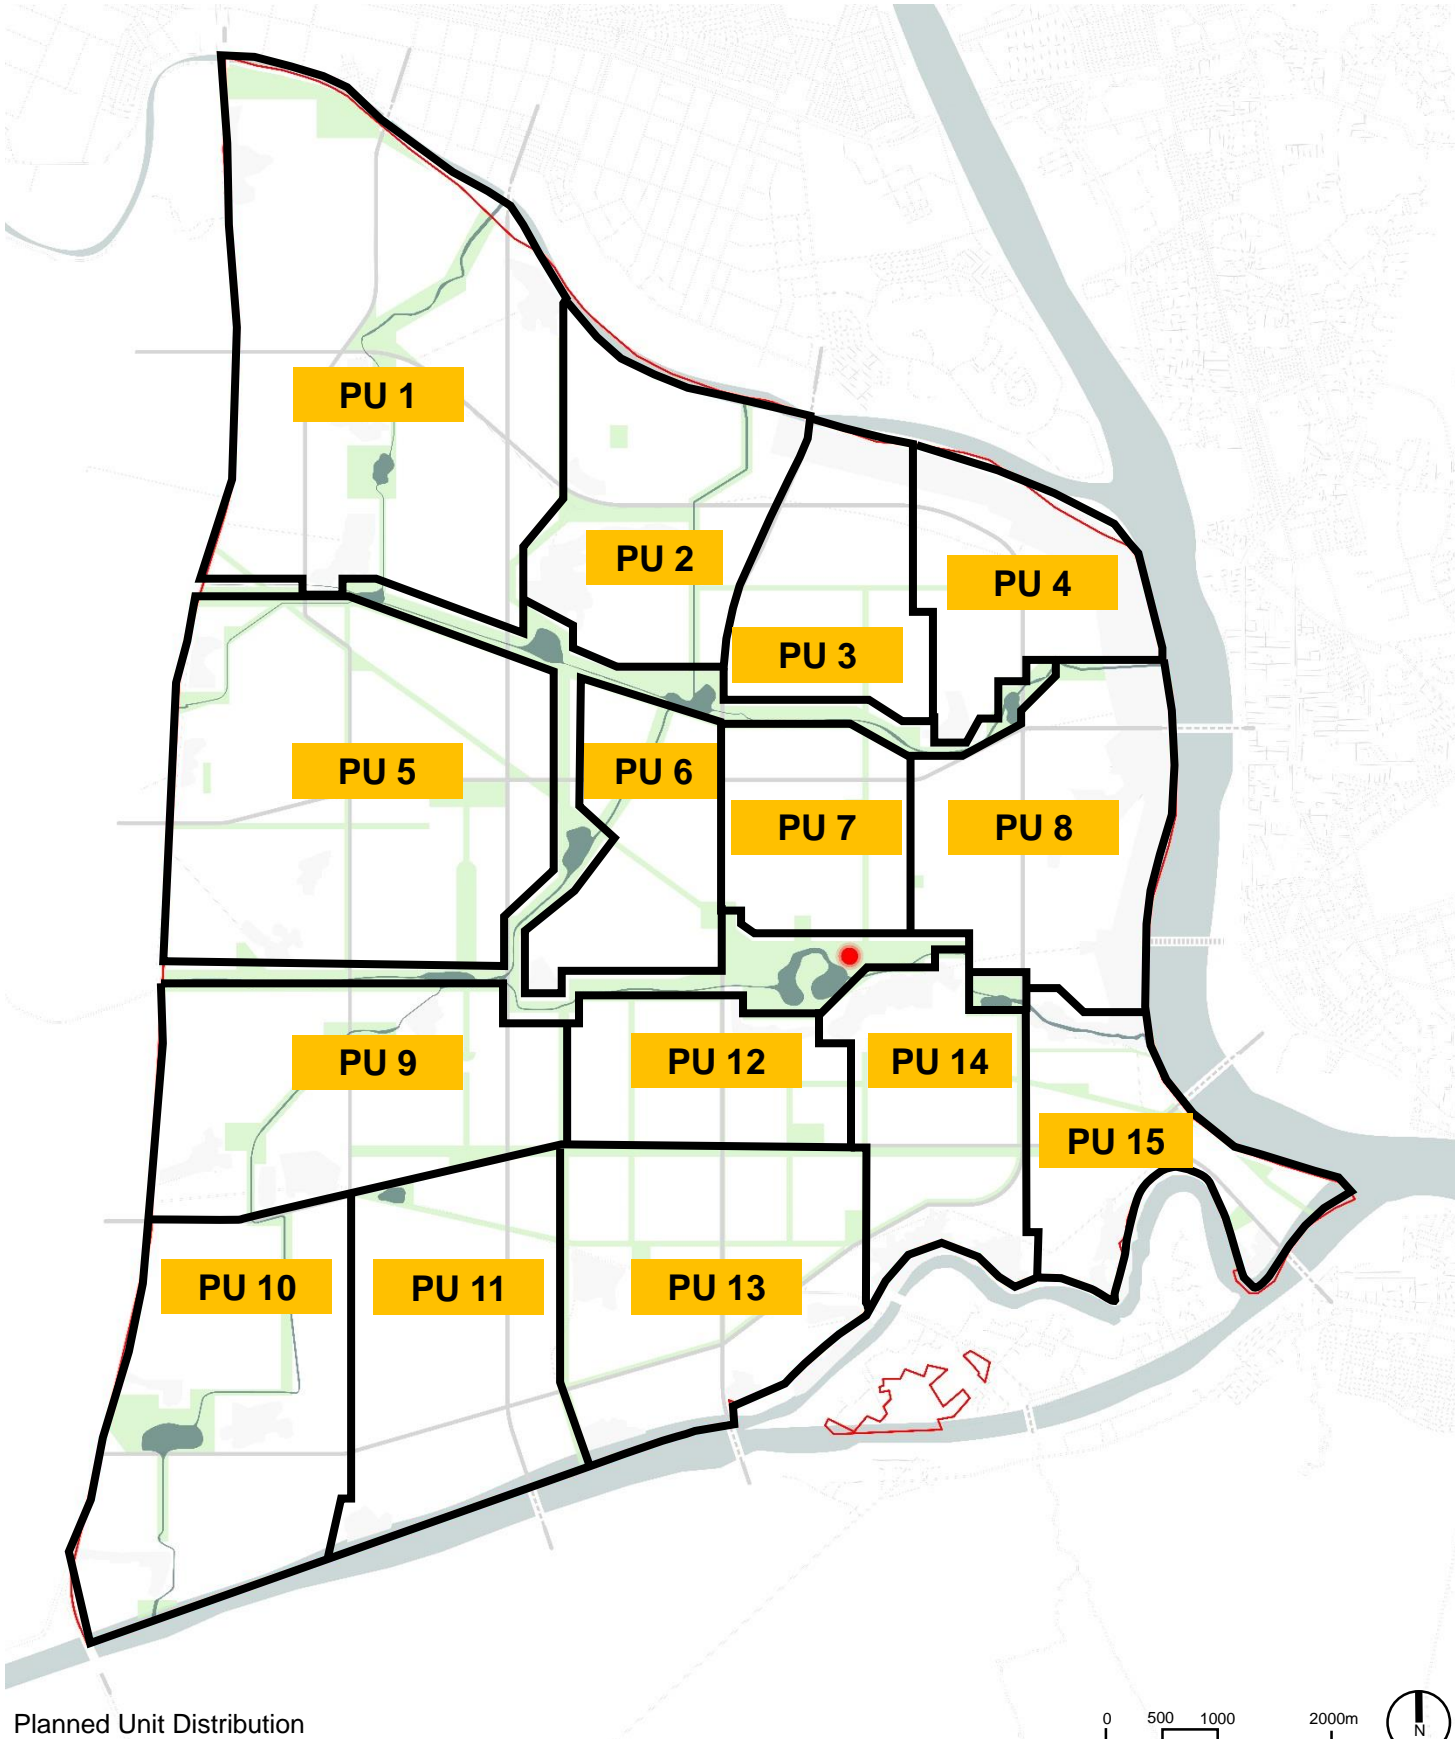 PU 1
PU 2
PU 4
PU 3
PU 5
PU 6
PU 7
PU 8
PU 9
PU 12
PU 14
PU 15
PU 10
PU 11
PU 13
Planned Unit Distribution
0 500 1000 2000m
N